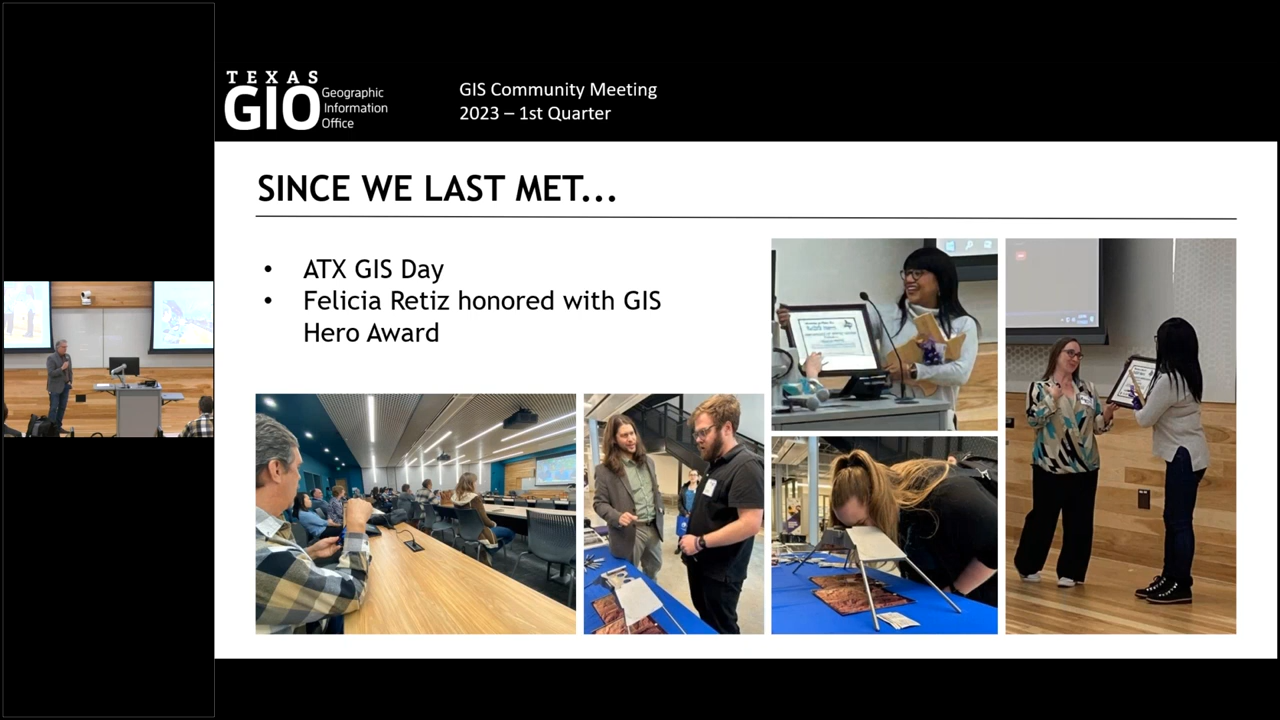 TEXAS
GIO
Geographic
Information
Office
GIS Community Meeting
2023 – 1st Quarter
SINCE WE LAST MET...
• ATX GIS Day
• Felicia Retiz honored with GIS
Hero Award